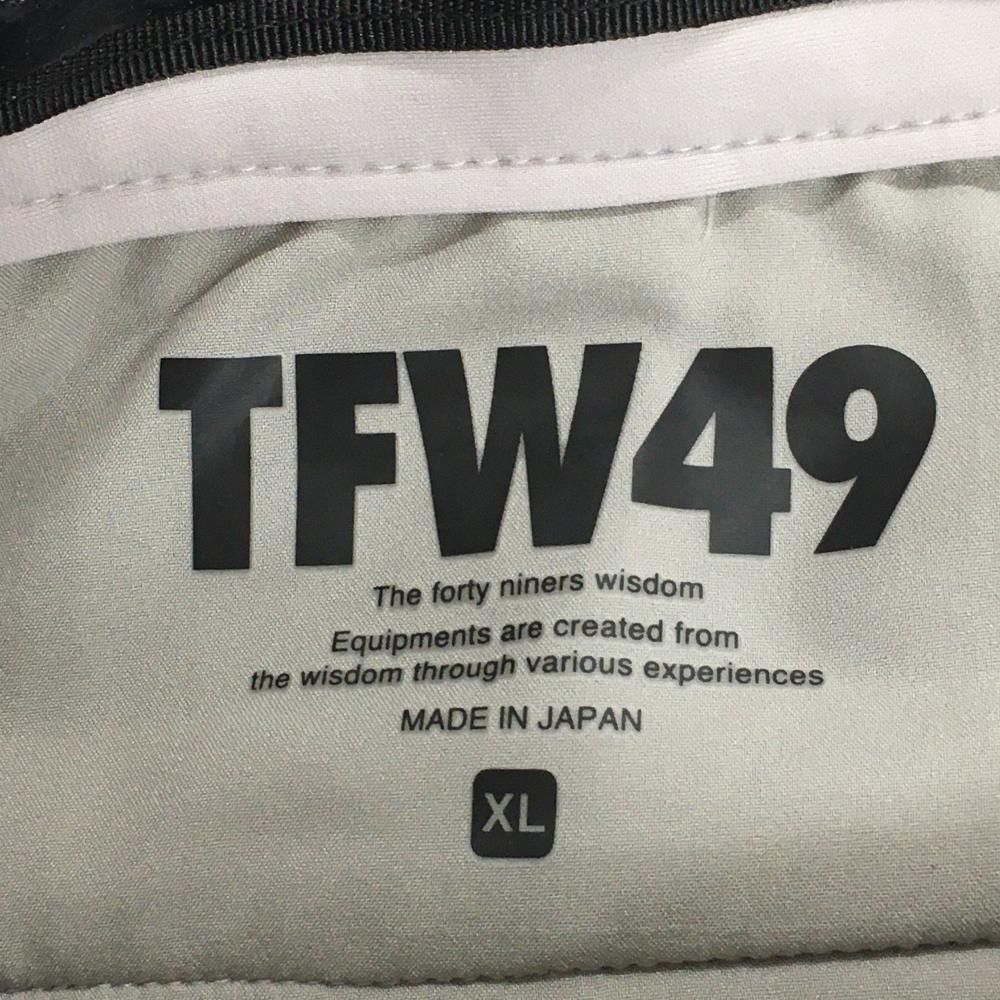 TFW49
The forty niners wisdom
Equipments are created from
the wisdom through various experiences
MADE IN JAPAN
XL